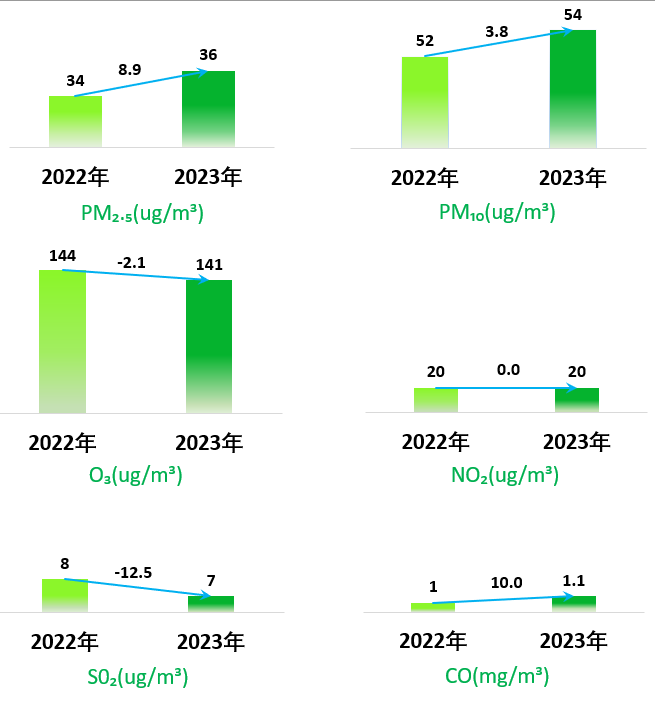 34
8.9
36
2022年
2023年
PM₂.₅(ug/m³)
52
3.8
54
2022年
2023年
PM₁₀(ug/m³)
144
-2.1
141
2022年
2023年
O₃(ug/m³)
20
0.0
20
2022年
2023年
NO₂(ug/m³)
8
-12.5
7
2022年
2023年
S0₂(ug/m³)
1
10.0
1.1
2022年
2023年
CO(mg/m³)